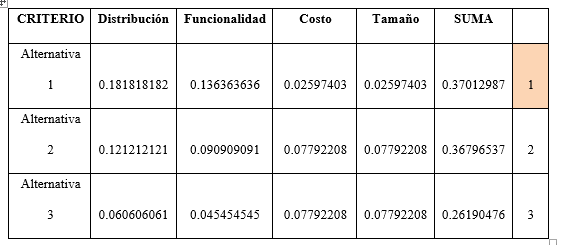 CRITERIO Distribución Funcionalidad Costo Tamaño SUMA
Alternativa
1 0.181818182 0.136363636 0.02597403 0.02597403 0.37012987 1
Alternativa
2 0.121212121 0.090909091 0.07792208 0.07792208 0.36796537 2
Alternativa
3 0.060606061 0.045454545 0.07792208 0.07792208 0.26190476 3